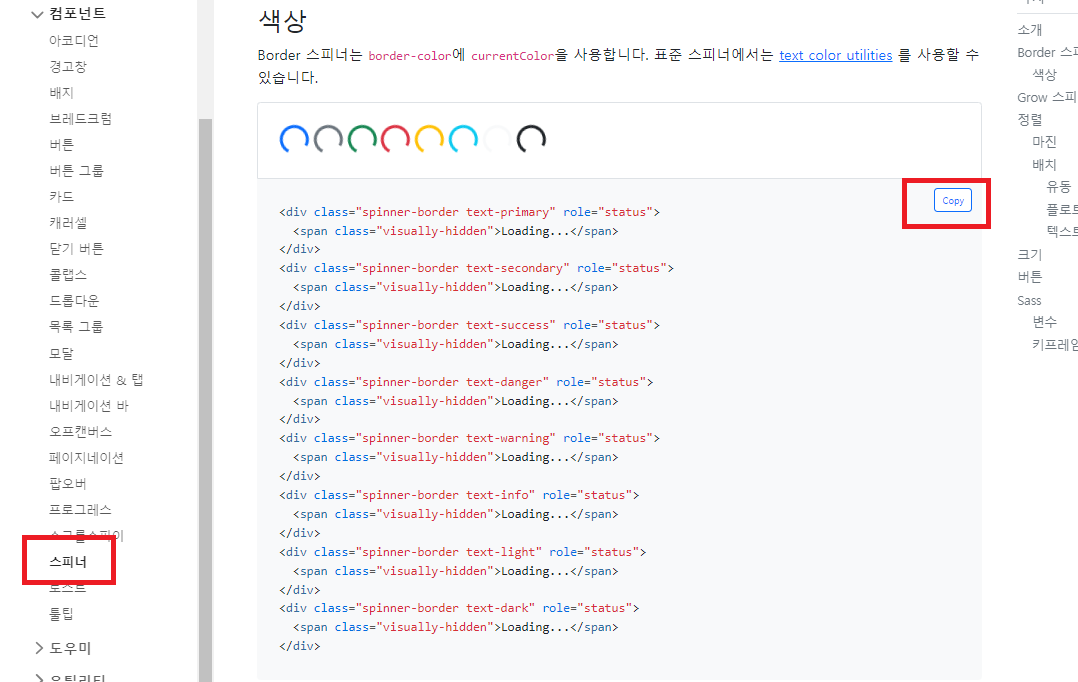 컴포넌트
아코디언
경고창
배지
브레드크럼
버튼
버튼 그룹
카드
캐러셀
닫기 버튼
콜랩스
드롭다운
목록 그룹
모달
내비게이션 & 탭
내비게이션 바
오프캔버스
페이지네이션
팝오버
프로그레스
스크롤스파이
스피너
토스트
툴팁
도우미
유틸리티
색상
Border 스피너는 border-color에 currentColor을 사용합니다. 표준 스피너에서는 text color utilities 를 사용할 수
있습니다.
Copy
<div class="spinner-border text-primary" role="status">
  <span class="visually-hidden">Loading...</span>
</div>
<div class="spinner-border text-secondary" role="status">
  <span class="visually-hidden">Loading...</span>
</div>
<div class="spinner-border text-success" role="status">
  <span class="visually-hidden">Loading...</span>
</div>
<div class="spinner-border text-danger" role="status">
  <span class="visually-hidden">Loading...</span>
</div>
<div class="spinner-border text-warning" role="status">
  <span class="visually-hidden">Loading...</span>
</div>
<div class="spinner-border text-info" role="status">
  <span class="visually-hidden">Loading...</span>
</div>
<div class="spinner-border text-light" role="status">
  <span class="visually-hidden">Loading...</span>
</div>
<div class="spinner-border text-dark" role="status">
  <span class="visually-hidden">Loading...</span>
</div>
소개
Border 스피
색상
Grow 스피
정렬
마진
배치
유동
플로트
텍스트
크기
버튼
Sass
변수
키프레임